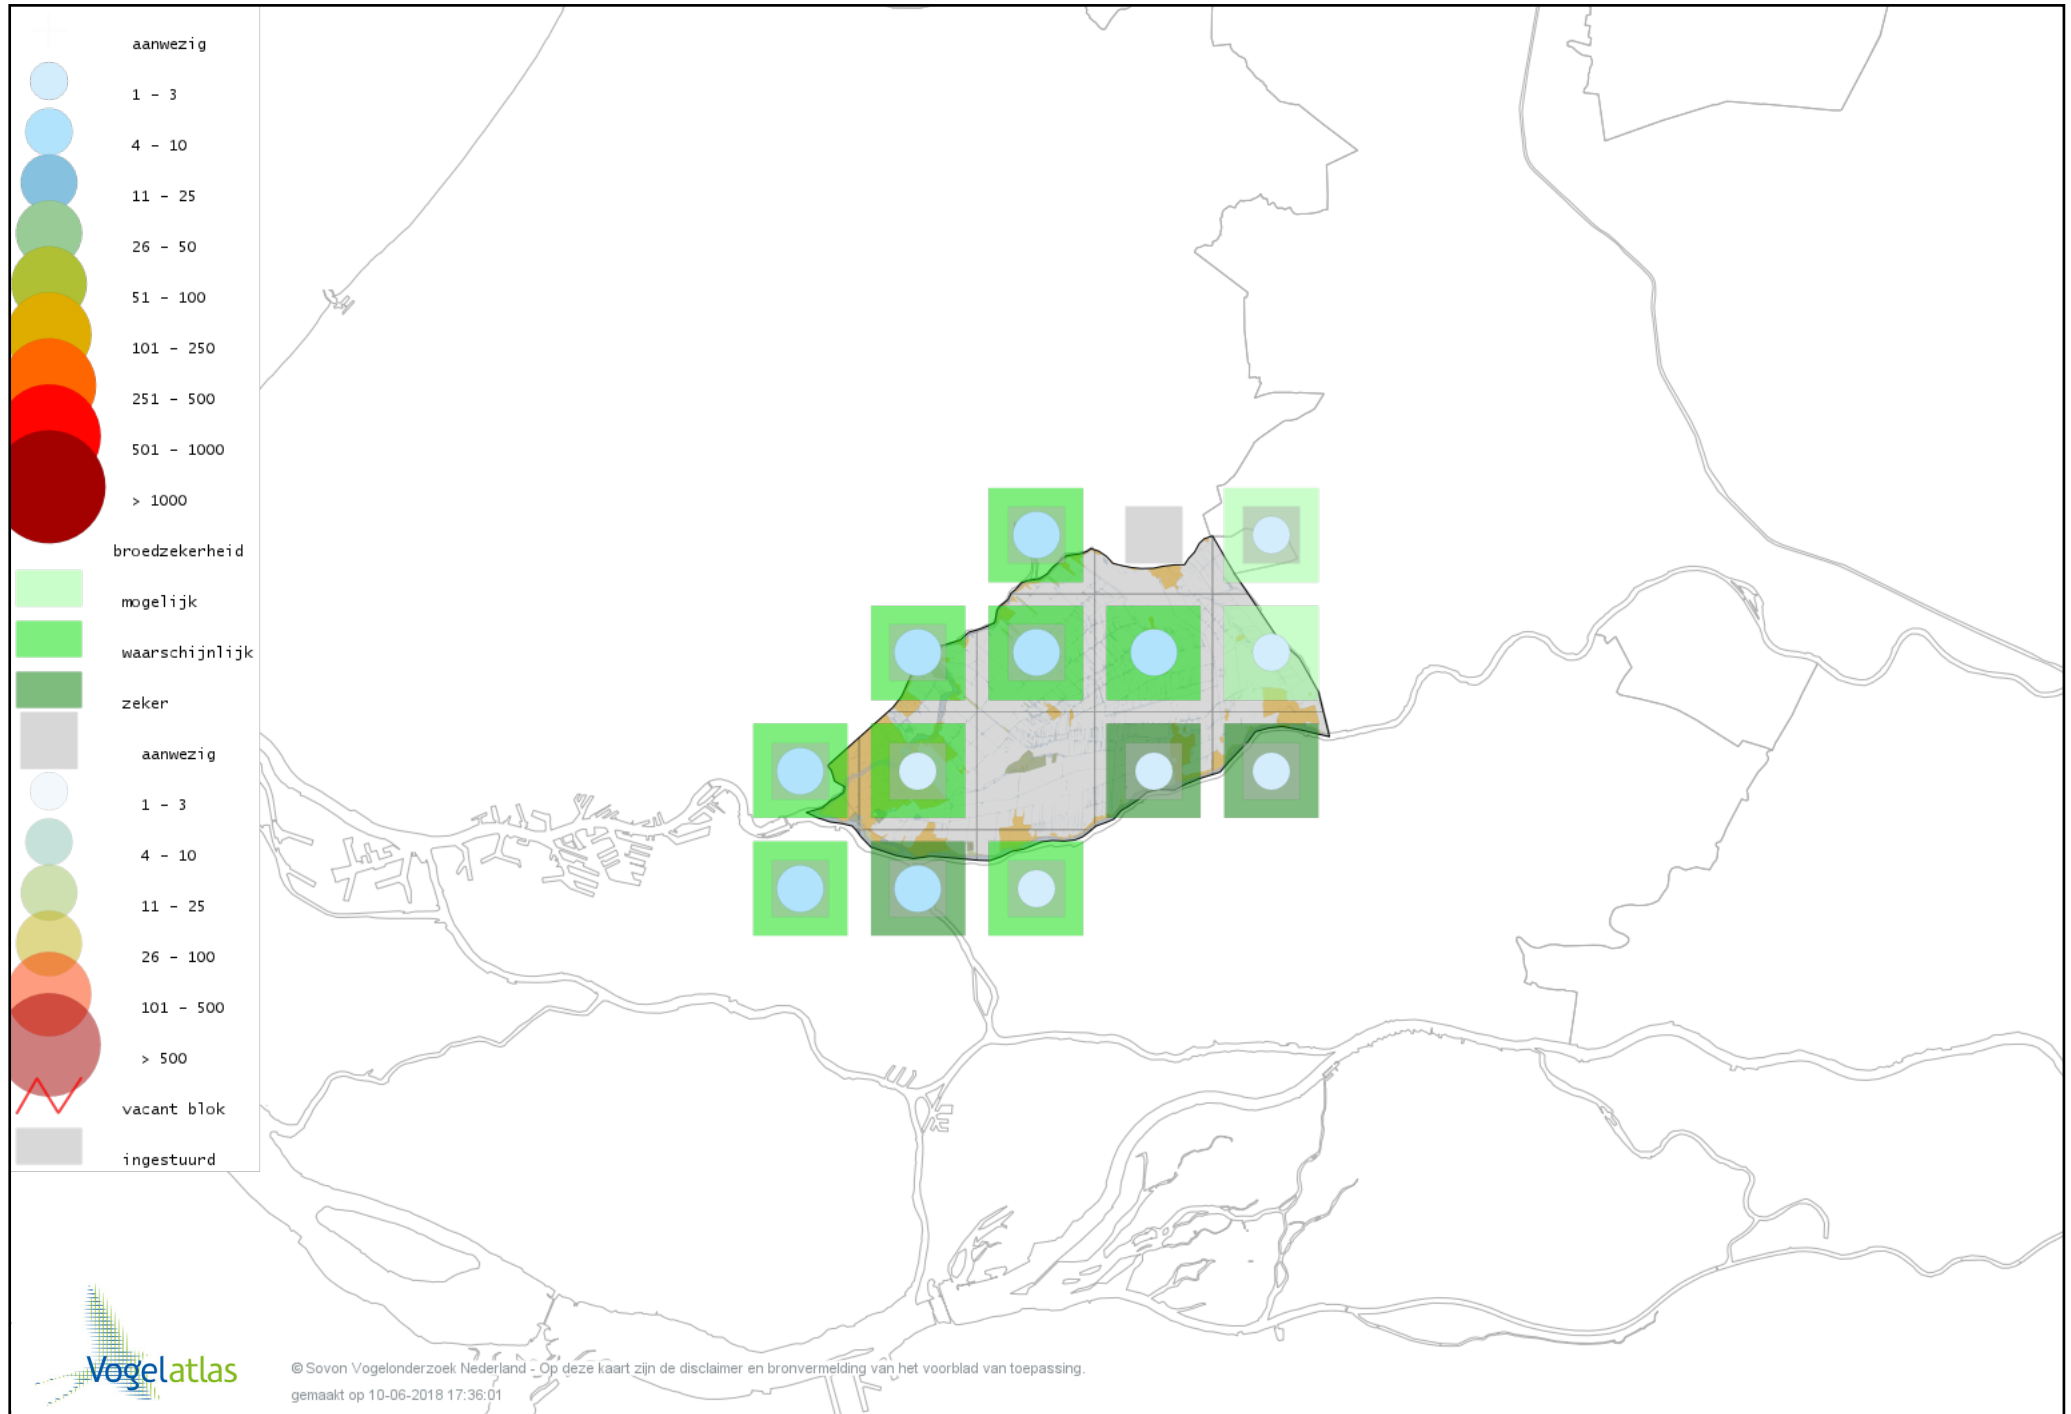 aanwezig
1 - 3
4 - 10
11 - 25
26 - 50
51 - 100
101 - 250
251 - 500
501 - 1000
> 1000
broedzekerheid
mogelijk
waarschijnlijk
zeker
aanwezig
1 - 3
4 - 10
11 - 25
26 - 100
101 - 500
> 500
vacant blok
ingestuurd
Vogelatlas
© Sovon Vogelonderzoek Nederland - Op deze kaart zijn de disclaimer en bronvermelding van het voorblad van toepassing.
gemaakt op 10-06-2018 17:36:01